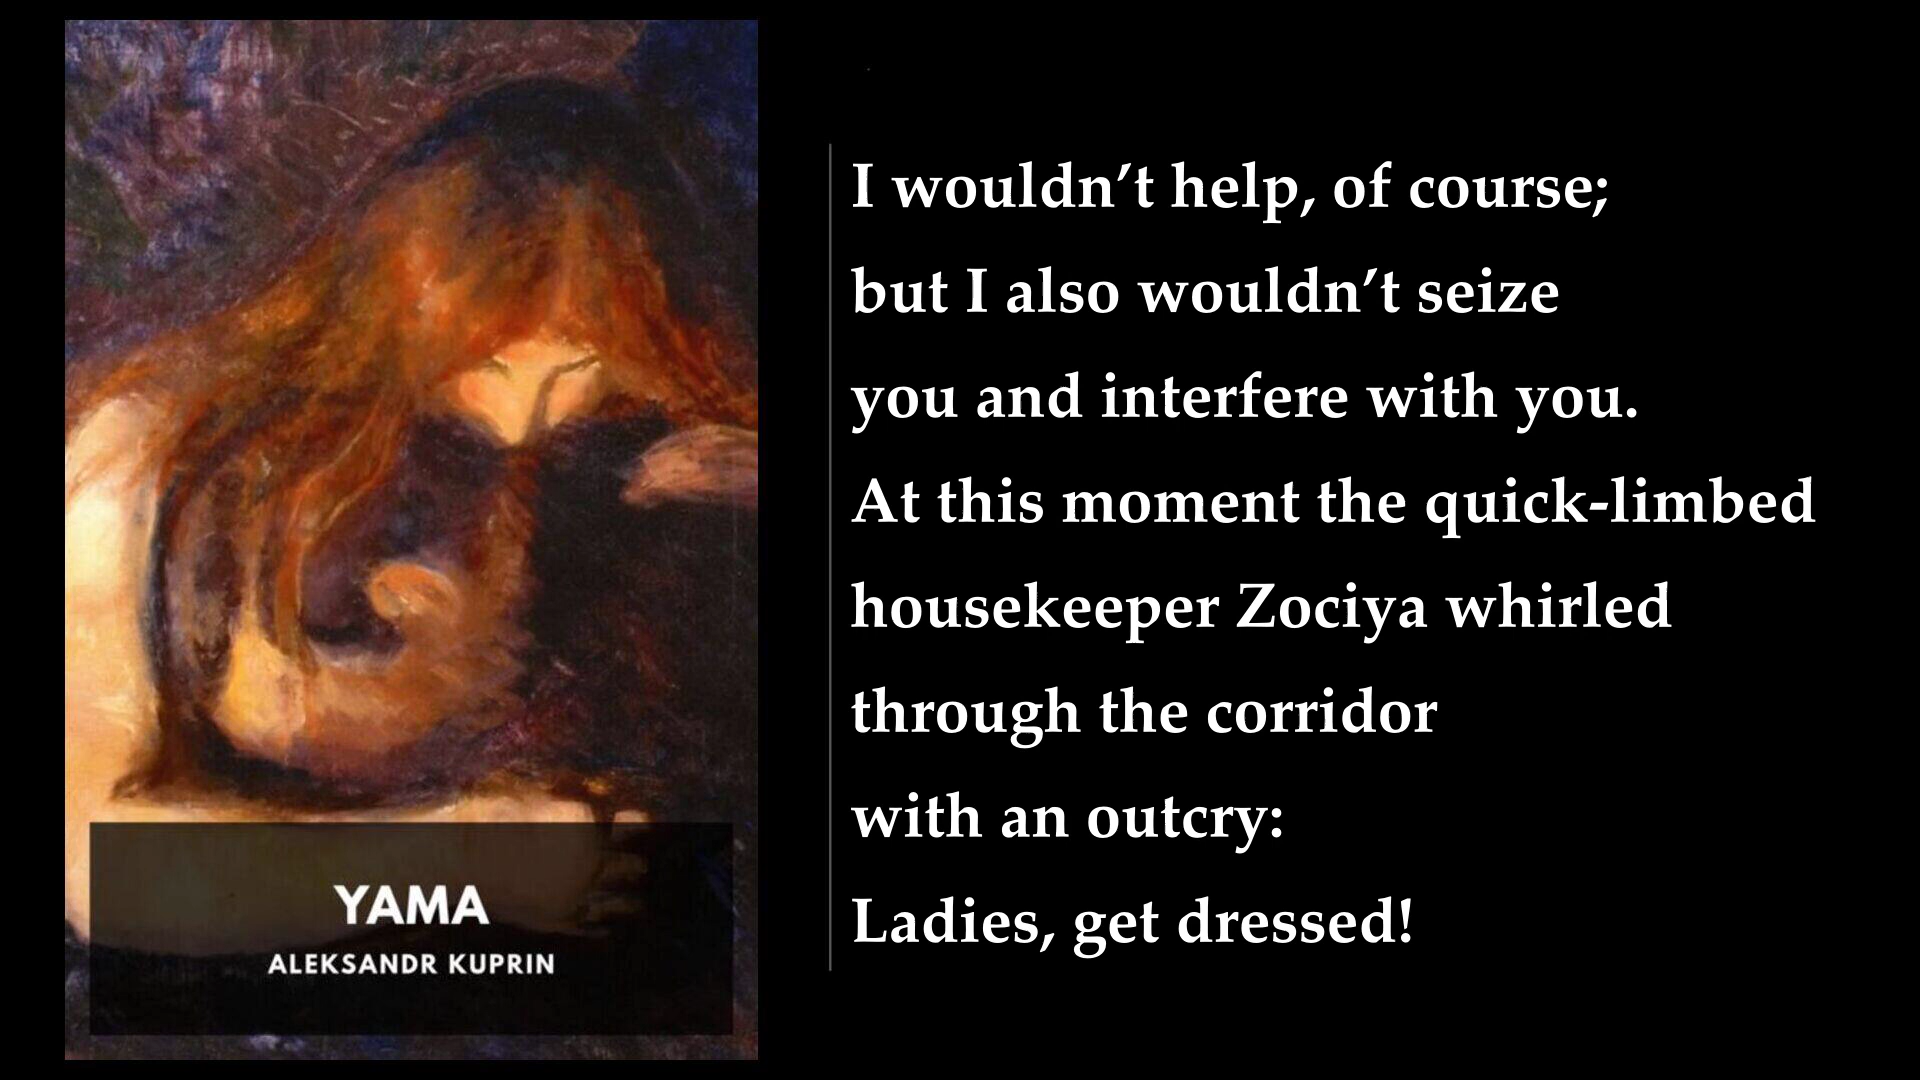 YAMA
ALEKSANDR KUPRIN
I wouldn’t help, of course;
but I also wouldn’t seize
you and interfere with you.
At this moment the quick-limbed
housekeeper Zociya whirled
through the corridor
with an outcry:
Ladies, get dressed!